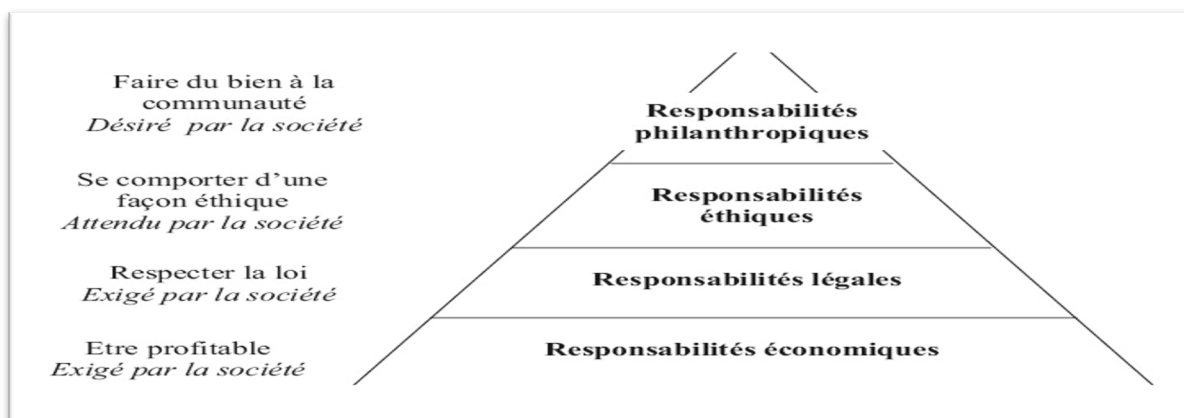 Faire du bien à la
communauté
Désiré par la société
Responsabilités
philanthropiques
Se comporter d'une
façon éthique
Attendu par la société
Responsabilités
éthiques
Respecter la loi
Exigé par la société
Responsabilités légales
Etre profitable
Exigé par la société
Responsabilités économiques